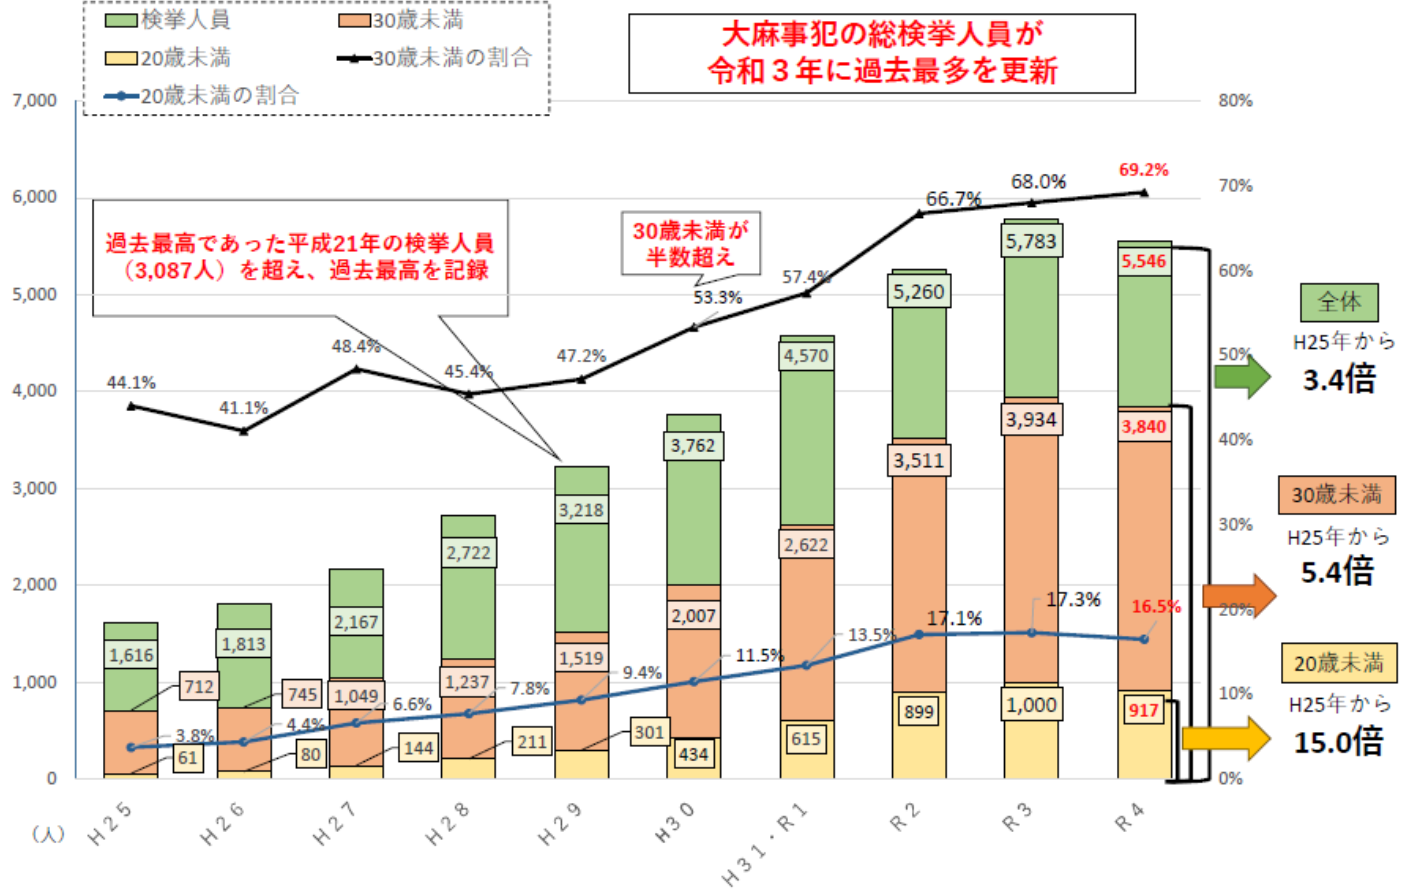 検挙人員
30歳未満
20歳未満
30歳未満の割合
20歳未満の割合
大麻事犯の総検挙人員が
令和３年に過去最多を更新
7,000
6,000
5,000
4,000
3,000
2,000
1,000
0
（人）
80%
70%
60%
50%
40%
30%
20%
10%
0%
過去最高であった平成21年の検挙人員
（3,087人）を超え、過去最高を記録
30歳未満が
半数超え
44.1%
41.1%
48.4%
45.4%
47.2%
53.3%
57.4%
66.7%
68.0%
69.2%
1,616
1,813
2,167
2,722
3,218
3,762
4,570
5,260
5,783
5,546
712
745
1,049
1,237
1,519
2,007
2,622
3,511
3,934
3,840
3.8%
4.4%
6.6%
7.8%
9.4%
11.5%
13.5%
17.1%
17.3%
16.5%
61
80
144
211
301
434
615
899
1,000
917
Ｈ２５
Ｈ２６
Ｈ２７
Ｈ２８
Ｈ２９
Ｈ３０
Ｈ３１・Ｒ１
Ｒ２
Ｒ３
Ｒ４
全体
H25年から
3.4倍
30歳未満
H25年から
5.4倍
20歳未満
H25年から
15.0倍